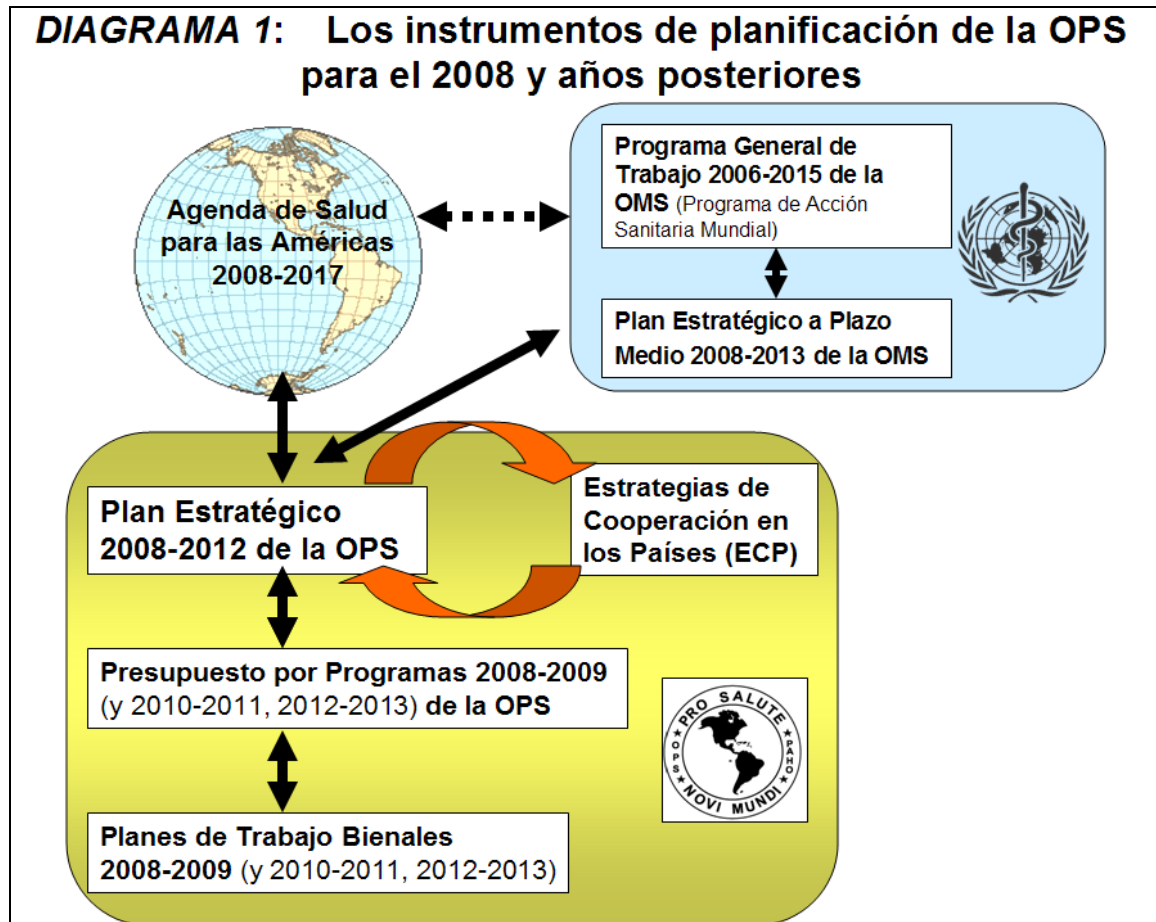 DIAGRAMA 1: Los instrumentos de planificación de la OPS
para el 2008 y años posteriores
Agenda de Salud
para las Américas
2008-2017
Programa General de
Trabajo 2006-2015 de la
OMS (Programa de Acción
Sanitaria Mundial)
Plan Estratégico a Plazo
Medio 2008-2013 de la OMS
Plan Estratégico
2008-2012 de la OPS
Estrategias de
Cooperación en
los Países (ECP)
Presupuesto por Programas 2008-2009
(y 2010-2011, 2012-2013) de la OPS
Planes de Trabajo Bienales
2008-2009 (y 2010-2011, 2012-2013)
PRO SALUTE
NOVI MUNDI
OPS
PAHO